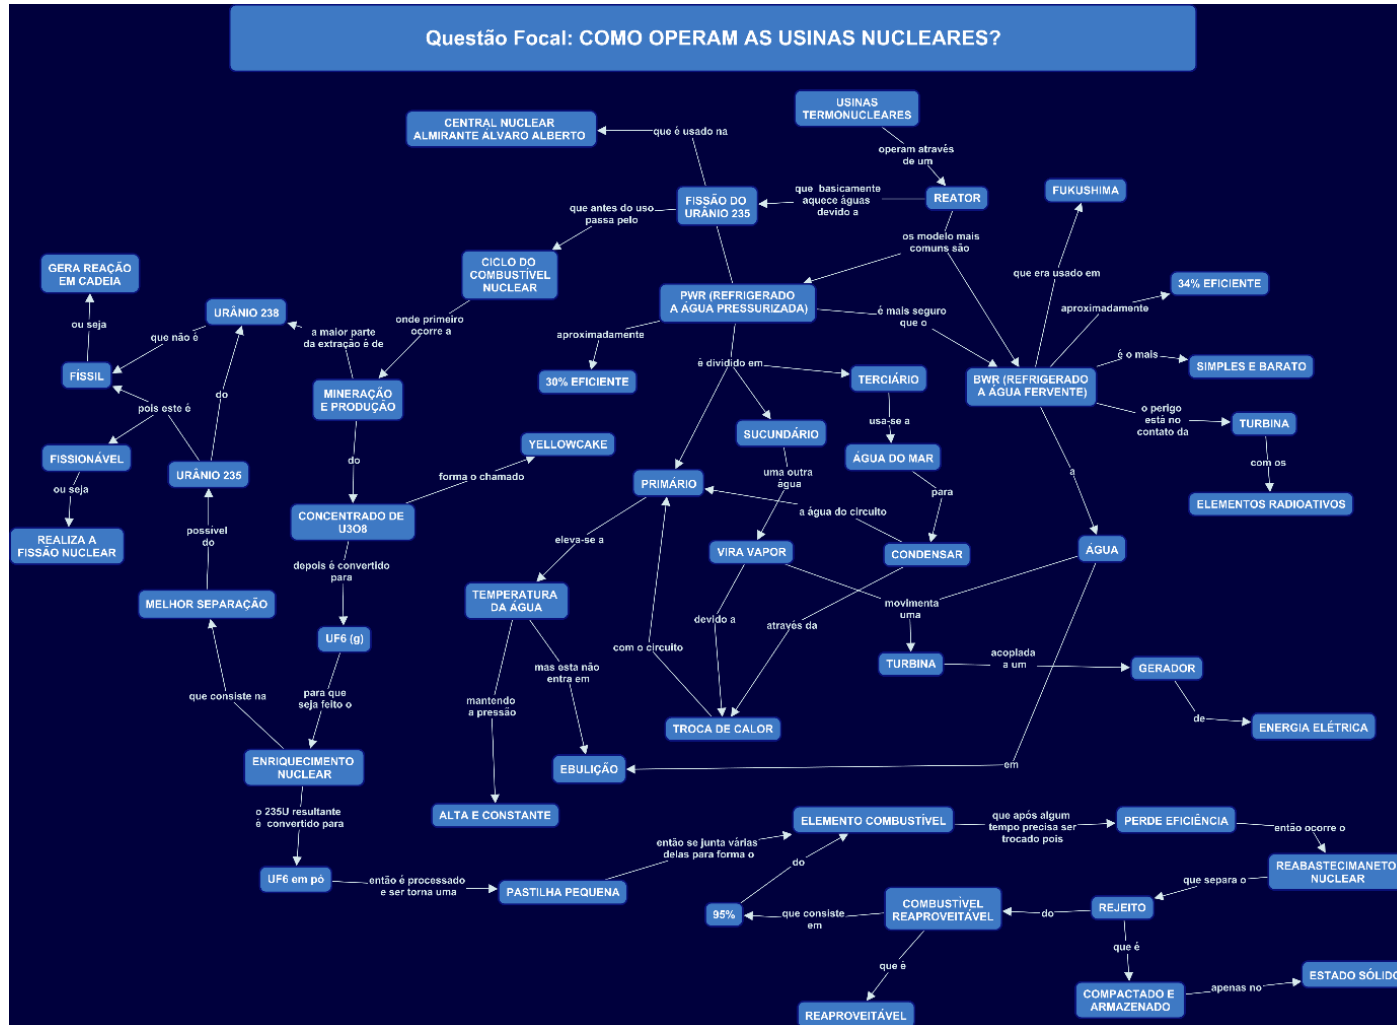 Questão Focal: COMO OPERAM AS USINAS NUCLEARES?
USINAS
TERMONUCLEARES
CENTRAL NUCLEAR
ALMIRANTE ÁLVARO ALBERTO
que é usado na
operam através
de um
FISSÃO DO
URÂNIO 235
que basicamente
aquece águas
devido a
REATOR
FUKUSHIMA
que antes do uso
passa pelo
os modelo mais
comuns são
GERA REAÇÃO
EM CADEIA
CICLO DO
COMBUSTÍVEL
NUCLEAR
que era usado em
34% EFICIENTE
PWR (REFRIGERADO
A ÁGUA PRESSURIZADA)
é mais seguro
que o
aproximadamente
URÂNIO 238
ou seja
que não é
a maior parte
da extração é de
onde primeiro
ocorre a
aproximadamente
é dividido em
é o mais
SIMPLES E BARATO
FÍSSIL
30% EFICIENTE
TERCIÁRIO
BWR (REFRIGERADO
A ÁGUA FERVENTE)
MINERAÇÃO
E PRODUÇÃO
do
pois este é
usa-se a
o perigo
está no
contato da
TURBINA
SUCUNDÁRIO
YELLOWCAKE
FISSIONÁVEL
URÂNIO 235
do
forma o chamado
ÁGUA DO MAR
com os
uma outra
água
a
ou seja
PRIMÁRIO
para
ELEMENTOS RADIOATIVOS
CONCENTRADO DE
U3O8
a água do circuito
possível
do
REALIZA A
FISSÃO NUCLEAR
eleva-se a
VIRA VAPOR
CONDENSAR
ÁGUA
depois é convertido
para
MELHOR SEPARAÇÃO
TEMPERATURA
DA ÁGUA
movimenta
uma
devido a
através da
UF6 (g)
com o circuito
mas esta não
entra em
TURBINA
acoplada
a um
GERADOR
que consiste na
para que
seja feito o
mantendo
a pressão
TROCA DE CALOR
de
ENERGIA ELÉTRICA
ENRIQUECIMENTO
NUCLEAR
EBULIÇÃO
em
o 235U resultante
é convertido para
ALTA E CONSTANTE
ELEMENTO COMBUSTÍVEL
que após algum
tempo precisa ser
trocado pois
PERDE EFICIÊNCIA
então ocorre o
então se junta várias
delas para forma o
do
REABASTECIMANETO
NUCLEAR
UF6 em pó
então é processado
e ser torna uma
PASTILHA PEQUENA
que separa o
95%
que consiste
em
COMBUSTÍVEL
REAPROVEITÁVEL
do
REJEITO
que é
que é
ESTADO SÓLIDO
COMPACTADO E
ARMAZENADO
apenas no
REAPROVEITÁVEL